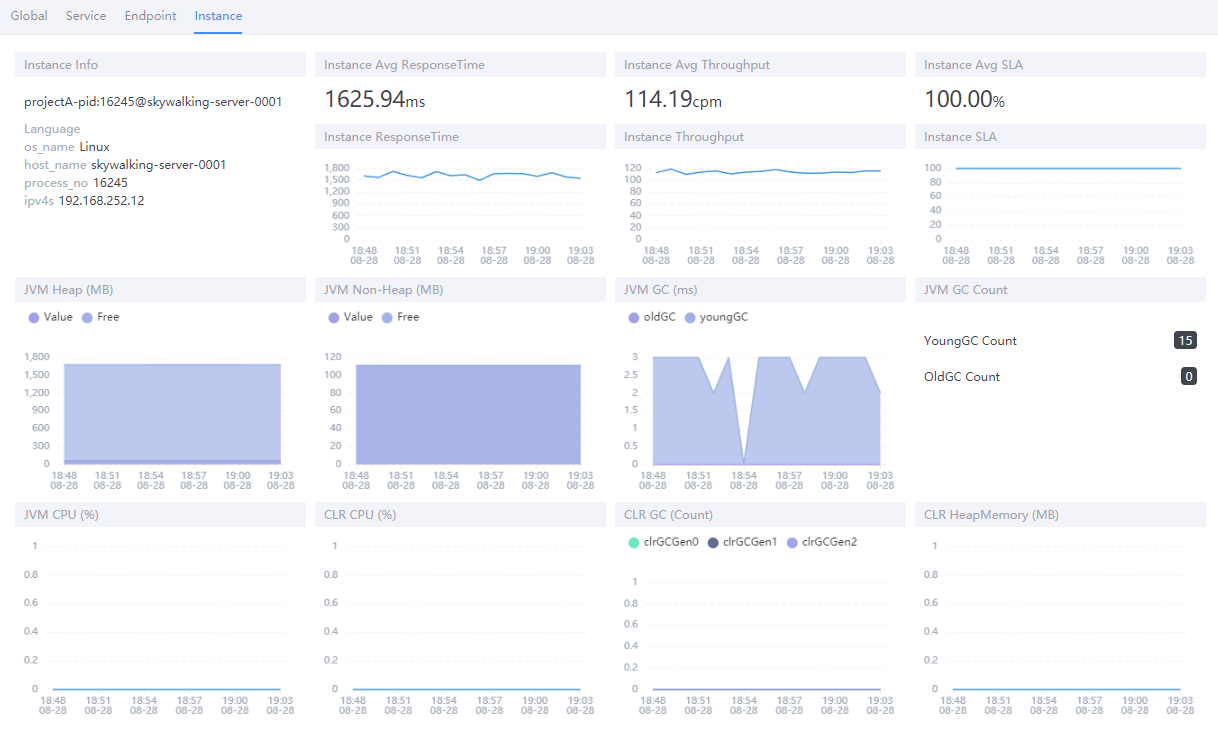 Global Service Endpoint Instance
Instance Info
projectA-pid:16245@skywalking-server-0001
Language
os_name Linux
host_name skywalking-server-0001
process_no 16245
ipv4s 192.168.252.12
Instance Avg ResponseTime
1625.94ms
Instance Avg Throughput
114.19cpm
Instance Avg SLA
100.00%
Instance ResponseTime
1,800
1,500
1,200
900
600
300
0
18:48 18:51 18:54 18:57 19:00 19:03
08-28 08-28 08-28 08-28 08-28 08-28
Instance Throughput
120
100
80
60
40
20
0
18:48 18:51 18:54 18:57 19:00 19:03
08-28 08-28 08-28 08-28 08-28 08-28
Instance SLA
100
80
60
40
20
0
18:48 18:51 18:54 18:57 19:00 19:03
08-28 08-28 08-28 08-28 08-28 08-28
JVM Heap (MB)
Value Free
1,800
1,500
1,200
900
600
300
0
18:48 18:51 18:54 18:57 19:00 19:03
08-28 08-28 08-28 08-28 08-28 08-28
JVM Non-Heap (MB)
Value Free
120
100
80
60
40
20
0
18:48 18:51 18:54 18:57 19:00 19:03
08-28 08-28 08-28 08-28 08-28 08-28
JVM GC (ms)
oldGC youngGC
3
2.5
2
1.5
1
0.5
0
18:48 18:51 18:54 18:57 19:00 19:03
08-28 08-28 08-28 08-28 08-28 08-28
JVM GC Count
YoungGC Count 15
OldGC Count 0
JVM CPU (%)
1
0.8
0.6
0.4
0.2
0
18:48 18:51 18:54 18:57 19:00 19:03
08-28 08-28 08-28 08-28 08-28 08-28
CLR CPU (%)
1
0.8
0.6
0.4
0.2
0
18:48 18:51 18:54 18:57 19:00 19:03
08-28 08-28 08-28 08-28 08-28 08-28
CLR GC (Count)
clrGCGen0 clrGCGen1 clrGCGen2
1
0.8
0.6
0.4
0.2
0
18:48 18:51 18:54 18:57 19:00 19:03
08-28 08-28 08-28 08-28 08-28 08-28
CLR HeapMemory (MB)
1
0.8
0.6
0.4
0.2
0
18:48 18:51 18:54 18:57 19:00 19:03
08-28 08-28 08-28 08-28 08-28 08-28